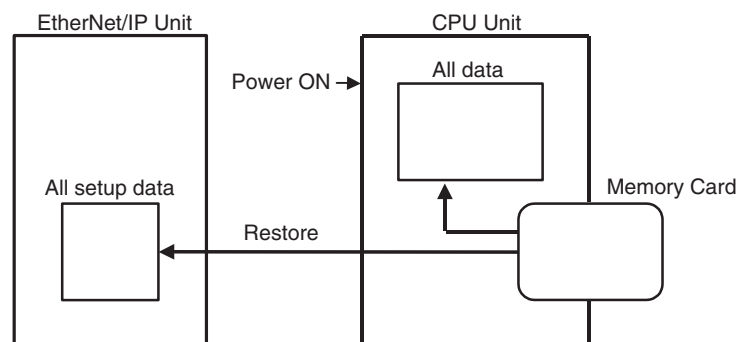 EtherNet/IP Unit
CPU Unit
Power ON
All data
All setup data
Memory Card
Restore